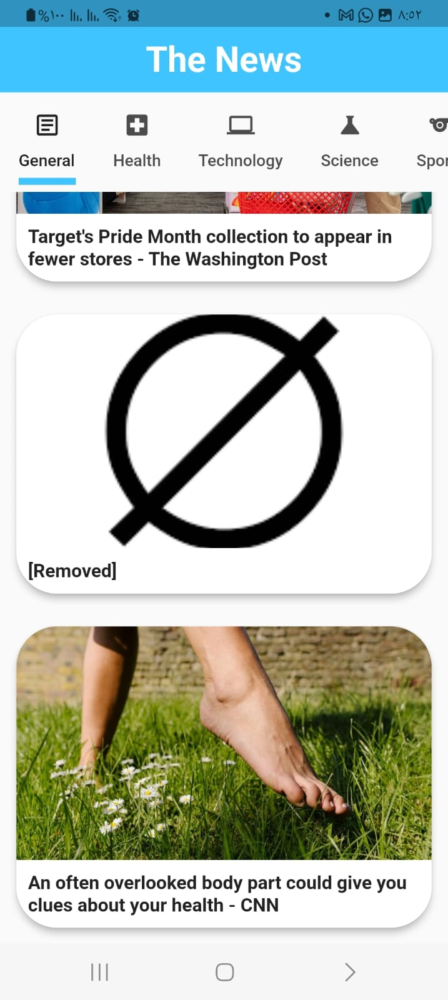 %١٠٠ ٨:٥٢
The News
General Health Technology Science Spor
Target's Pride Month collection to appear in
fewer stores - The Washington Post
[Removed]
An often overlooked body part could give you
clues about your health - CNN